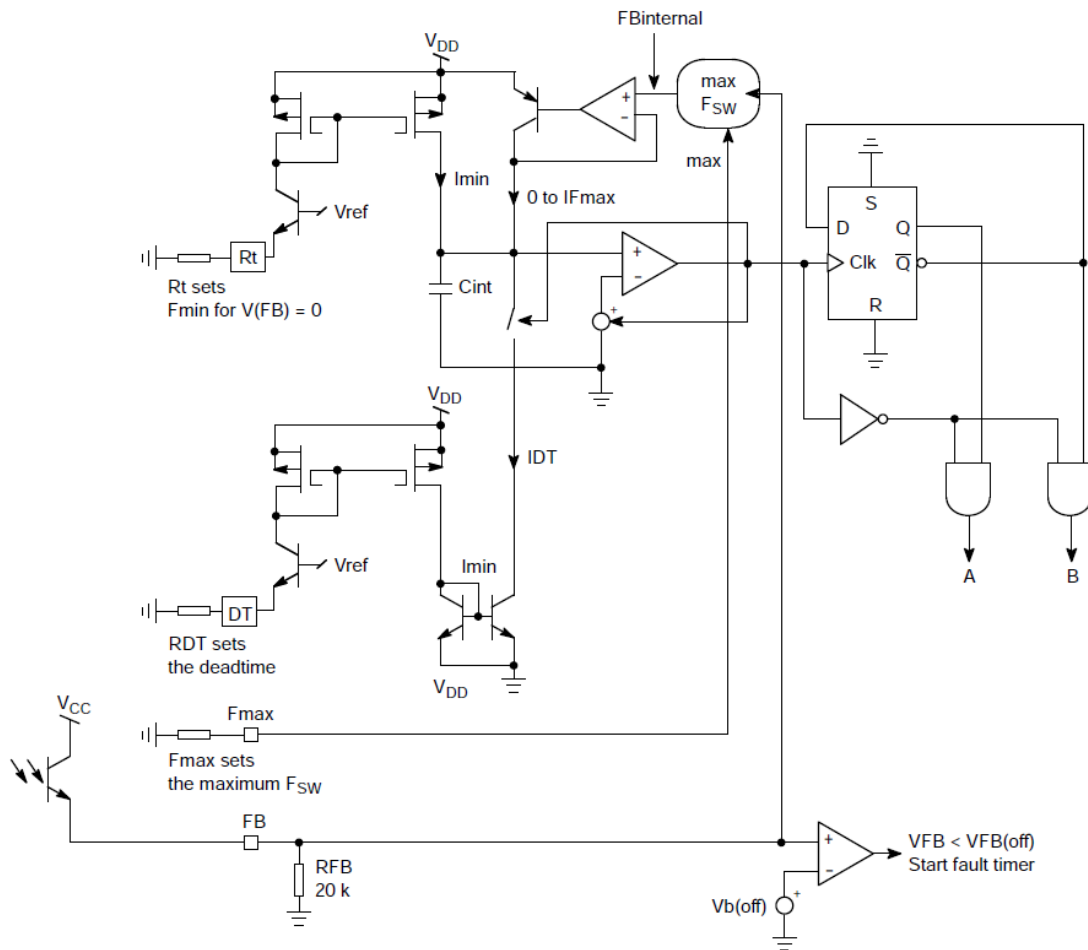 FBinternal
VDD
max
FSW
+
−
max
Imin
0 to IFmax
Vref
Rt
Rt sets
Fmin for V(FB) = 0
Cint
+
−
+
S
D
Q
Clk
Q
R
VDD
IDT
Vref
Imin
DT
RDT sets
the deadtime
VDD
A
B
VCC
Fmax
Fmax sets
the maximum FSW
FB
RFB
20 k
+
−
VFB < VFB(off)
Start fault timer
+
Vb(off)